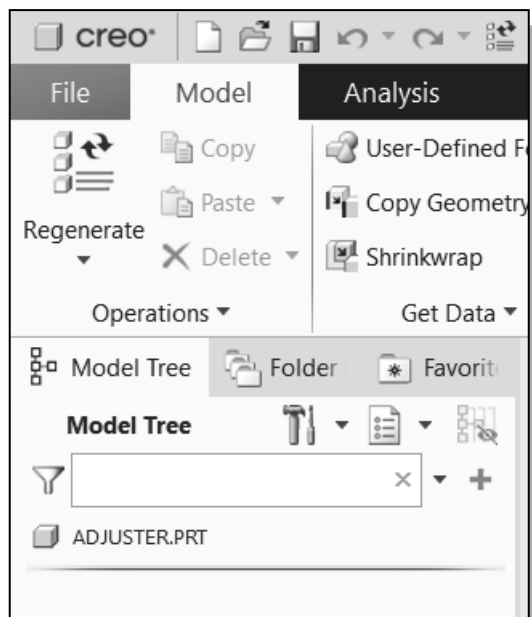 creo
File Model Analysis
Copy
User-Defined
Paste
Copy Geometry
Regenerate
Delete
Shrinkwrap
Operations
Get Data
Model Tree Folder
Model Tree
ADJUSTER.PRT